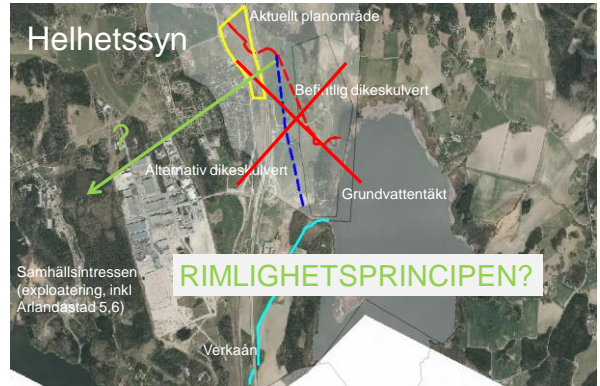 Helhetssyn
Aktuellt planområde
Befintlig dikeskulvert
?
Alternativ dikeskulvert
Grundvattentäkt
RIMLIGHETSPRINCIPEN?
Samhällsintressen
(exploatering, inkl
Arlandastad 5,6)
Verkaån